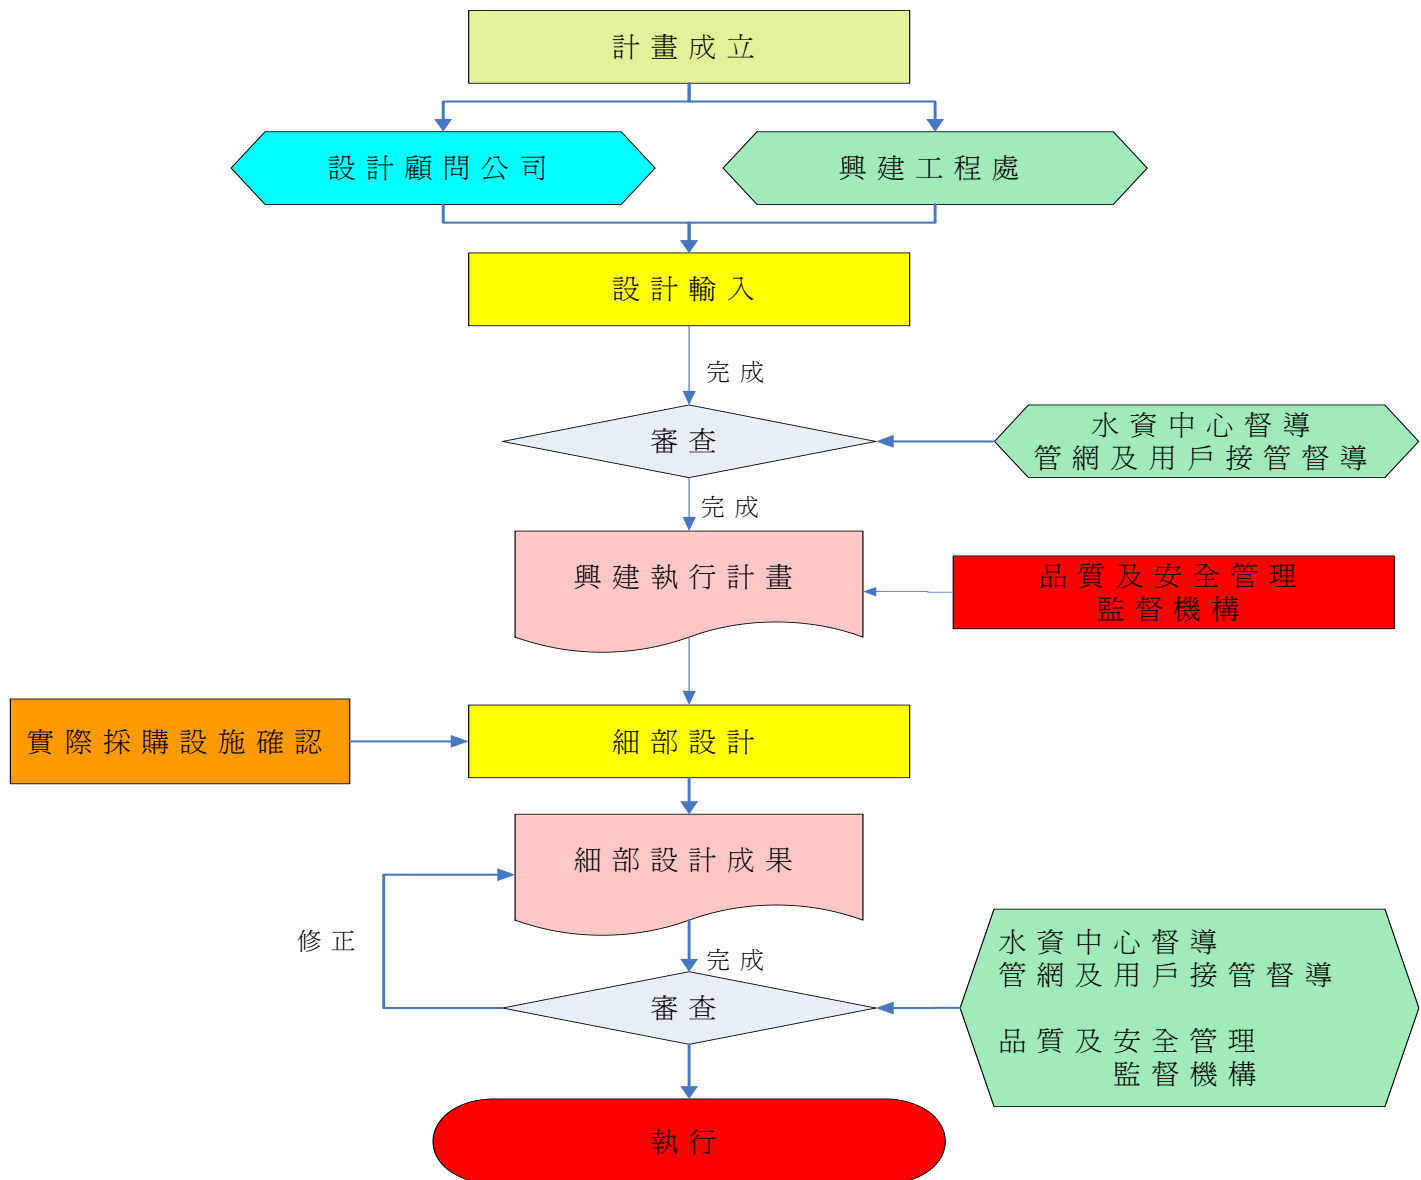 計畫成立
設計顧問公司
興建工程處
設計輸入
完成
審查
水資中心督導
管網及用戶接管督導
完成
興建執行計畫
品質及安全管理
監督機構
實際採購設施確認
細部設計
細部設計成果
修正
完成
審查
水資中心督導
管網及用戶接管督導
品質及安全管理
監督機構
執行